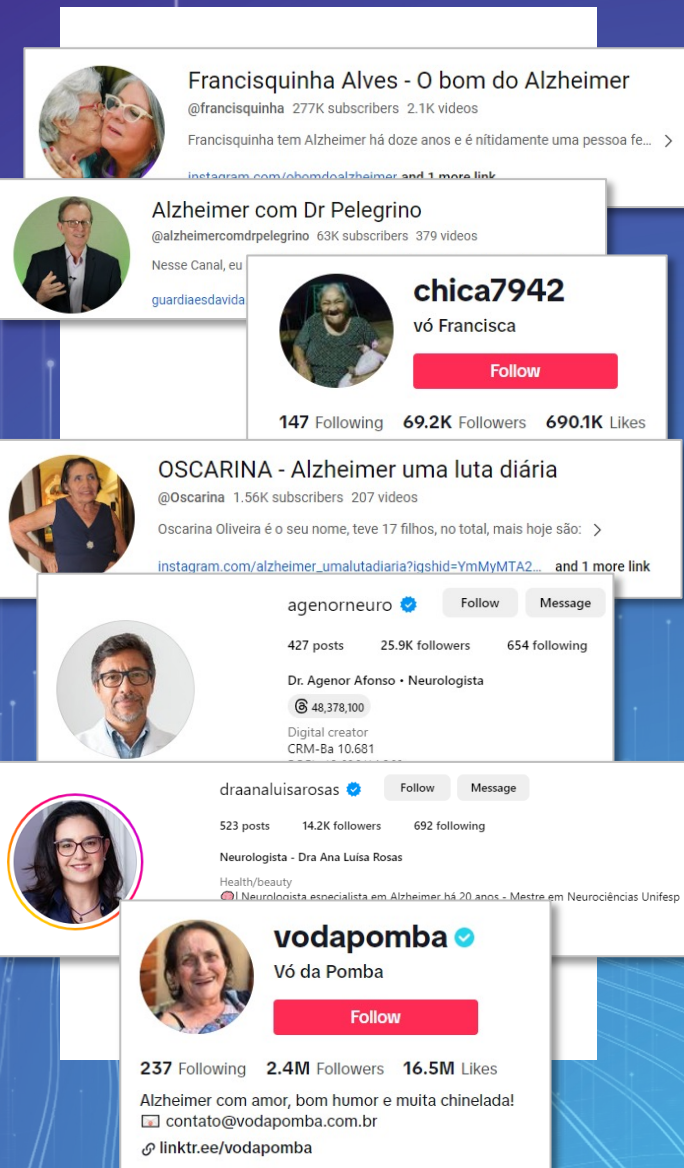 Francisquinha Alves - O bom do Alzheimer
@francisquinha 277K subscribers 2.1K videos
Francisquinha tem Alzheimer há doze anos e é nítidamente uma pessoa fe...
instagram.com/obomdoalzheimer and 1 more link
Alzheimer com Dr Pelegrino
@alzheimercomdrpelegrino 63K subscribers 379 videos
Nesse Canal, eu
guardiaesdavida
chica7942
vó Francisca
Follow
147 Following 69.2K Followers 690.1K Likes
OSCARINA - Alzheimer uma luta diária
@Oscarina 1.56K subscribers 207 videos
Oscarina Oliveira é o seu nome, teve 17 filhos, no total, mais hoje são:
instagram.com/alzheimer_umalutadiaria?igshid=YmMyMTA2... and 1 more link
agenorneuro Follow Message
427 posts 25.9K followers 654 following
Dr. Agenor Afonso • Neurologista
48,378,100
Digital creator
CRM-Ba 10.681
draanaluisarosas Follow Message
523 posts 14.2K followers 692 following
Neurologista - Dra Ana Luísa Rosas
Health/beauty
🧠| Neurologista especialista em Alzheimer há 20 anos - Mestre em Neurociências Unifesp
vodapomba
Vó da Pomba
Follow
237 Following 2.4M Followers 16.5M Likes
Alzheimer com amor, bom humor e muita chinelada!
💌 contato@vodapomba.com.br
linktr.ee/vodapomba